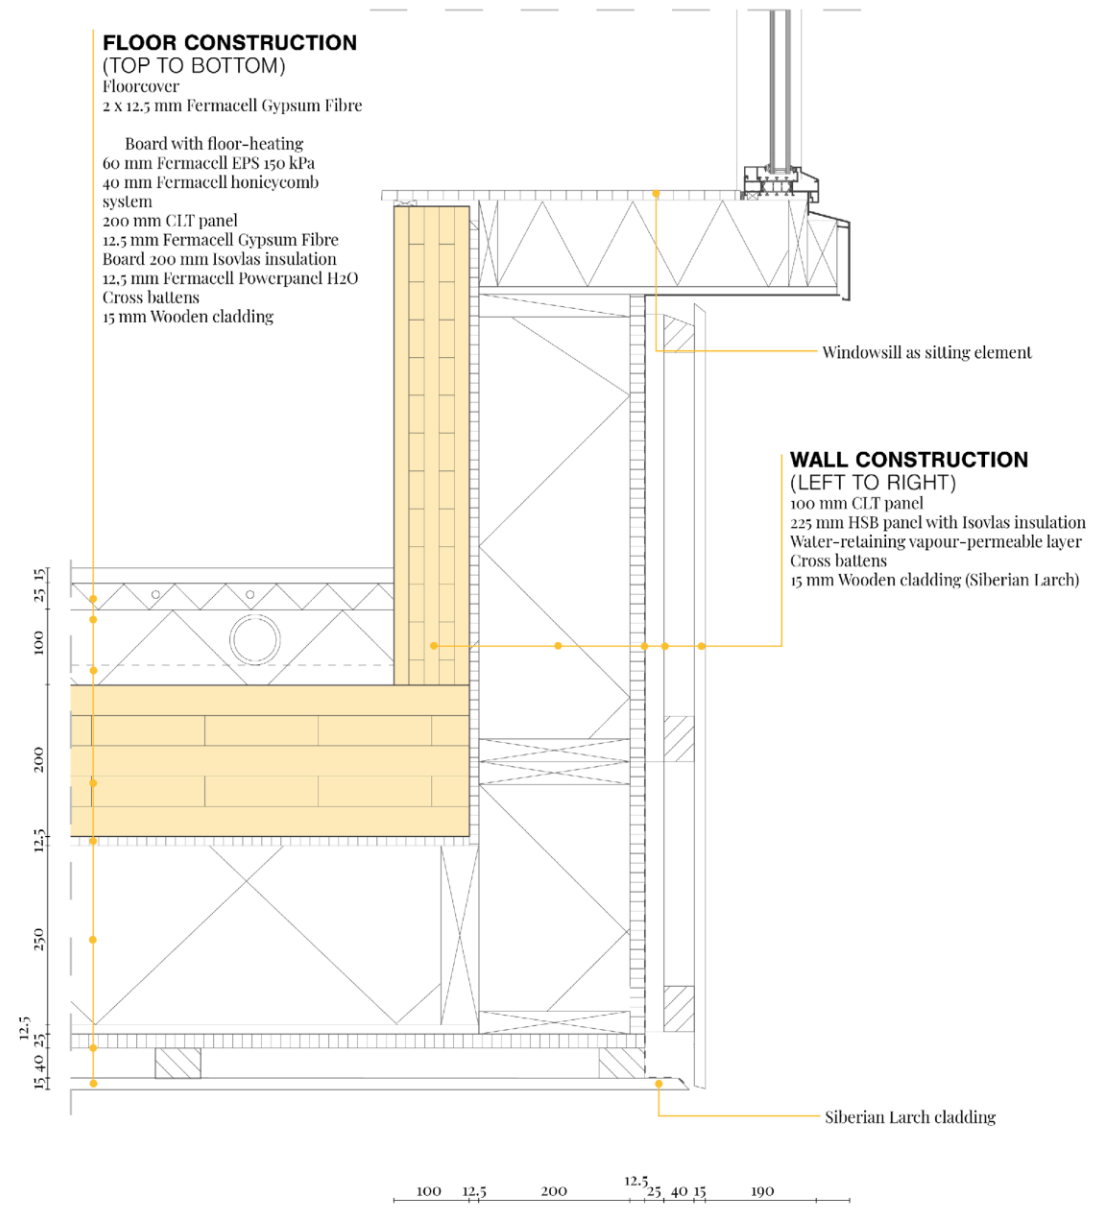 FLOOR CONSTRUCTION
(TOP TO BOTTOM)
Floorcover
2 x 12.5 mm Fermacell Gypsum Fibre
Board with floor-heating
60 mm Fermacell EPS 150 kPa
40 mm Fermacell honieycomb
system
200 mm CLT panel
12.5 mm Fermacell Gypsum Fibre
Board 200 mm Isovlas insulation
12,5 mm Fermacell Powerpanel H2O
Cross battens
15 mm Wooden cladding
Windowsill as sitting element
WALL CONSTRUCTION
(LEFT TO RIGHT)
100 mm CLT panel
225 mm HSB panel with Isovlas insulation
Water-retaining vapour-permeable layer
Cross battens
15 mm Wooden cladding (Siberian Larch)
15
25
100
200
12.5
250
12.5
25
40
15
Siberian Larch cladding
100 12.5 200 12.5 25 40 15 190